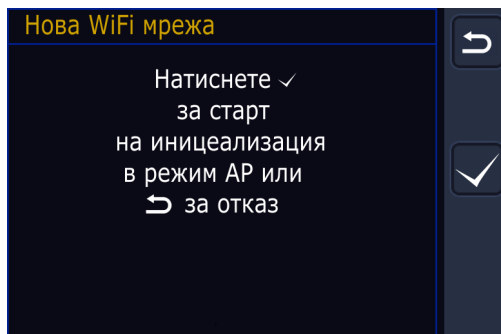 Нова WiFi мрежа
Натиснете ✓
за старт
на иницеализация
в режим AP или
⮌ за отказ